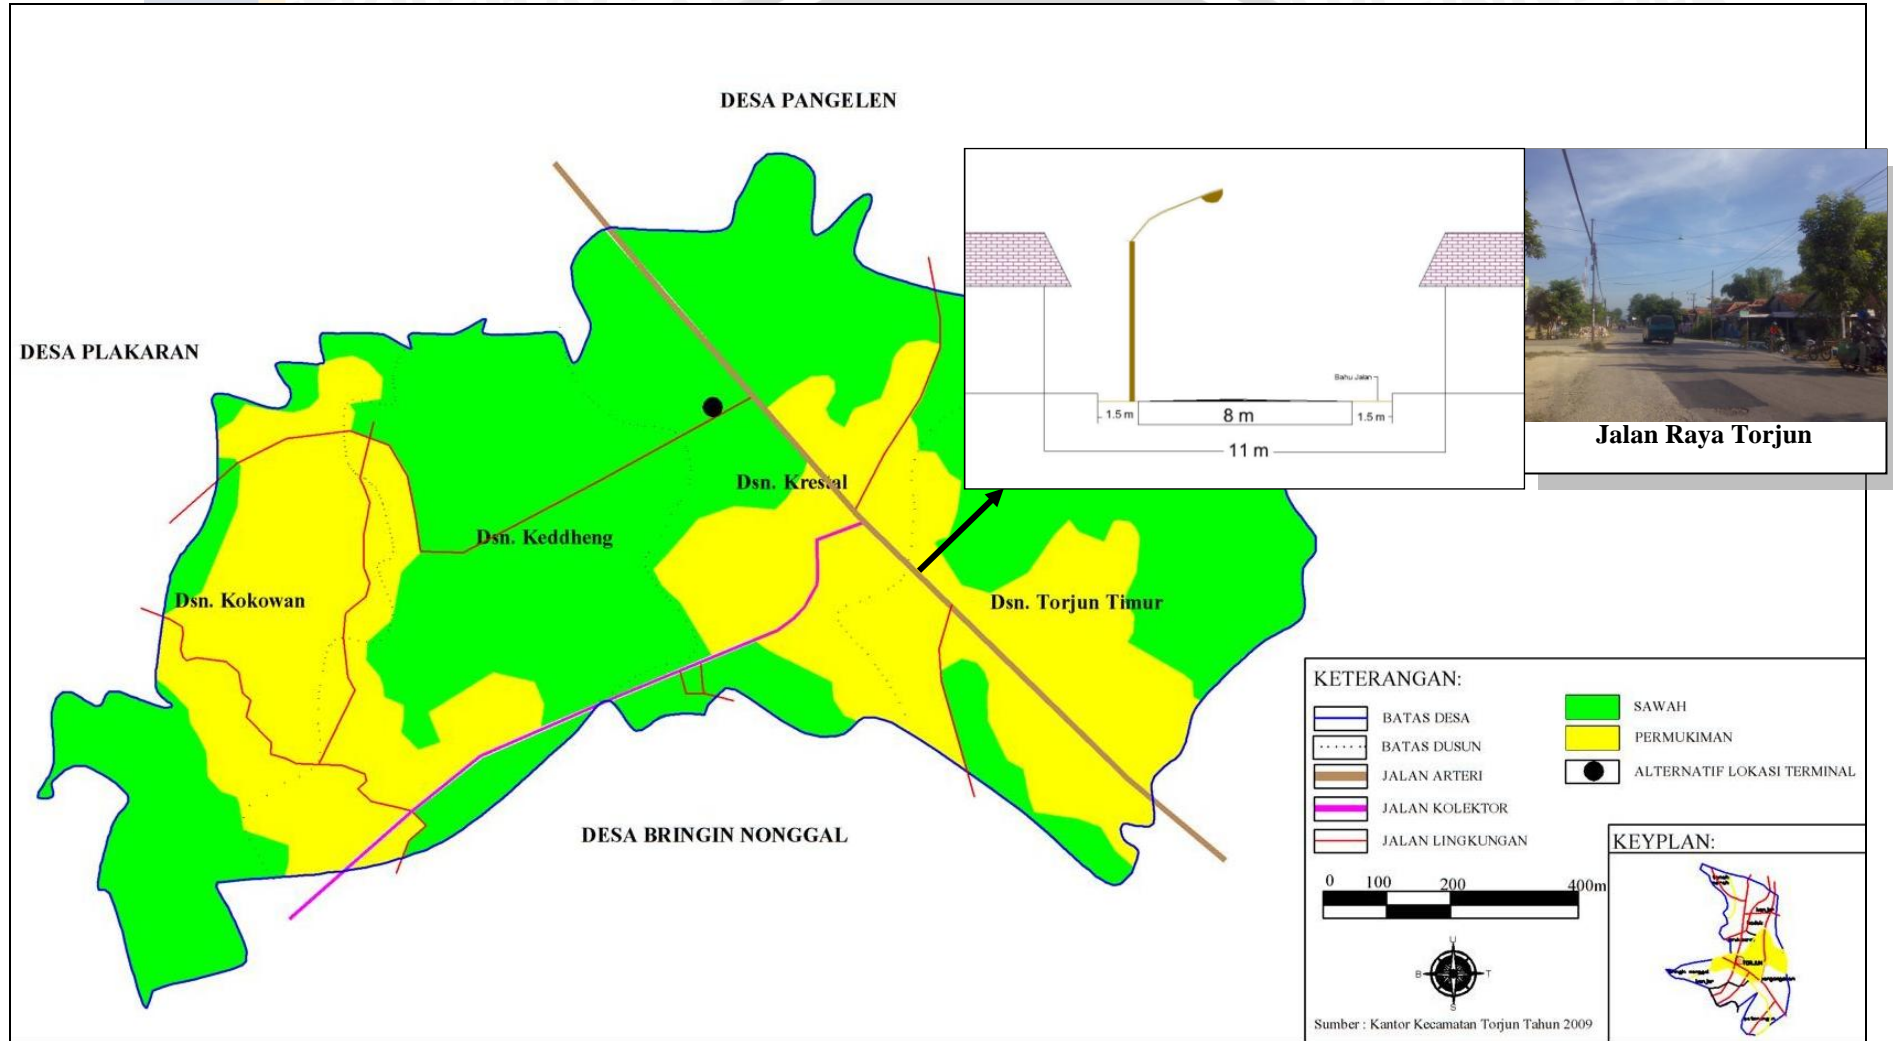 DESA PANGELEN
DESA PLAKARAN
Bahu Jalan
1.5 m
8 m
1.5 m
11 m
Jalan Raya Torjun
Dsn. Krestal
Dsn. Keddheng
Dsn. Kokowan
Dsn. Torjun Timur
DESA BRINGIN NONGGAL
KETERANGAN:
BATAS DESA
BATAS DUSUN
JALAN ARTERI
JALAN KOLEKTOR
JALAN LINGKUNGAN
SAWAH
PERMUKIMAN
ALTERNATIF LOKASI TERMINAL
0 100 200 400m
U
B T
S
Sumber : Kantor Kecamatan Torjun Tahun 2009
KEYPLAN:
TORJUN